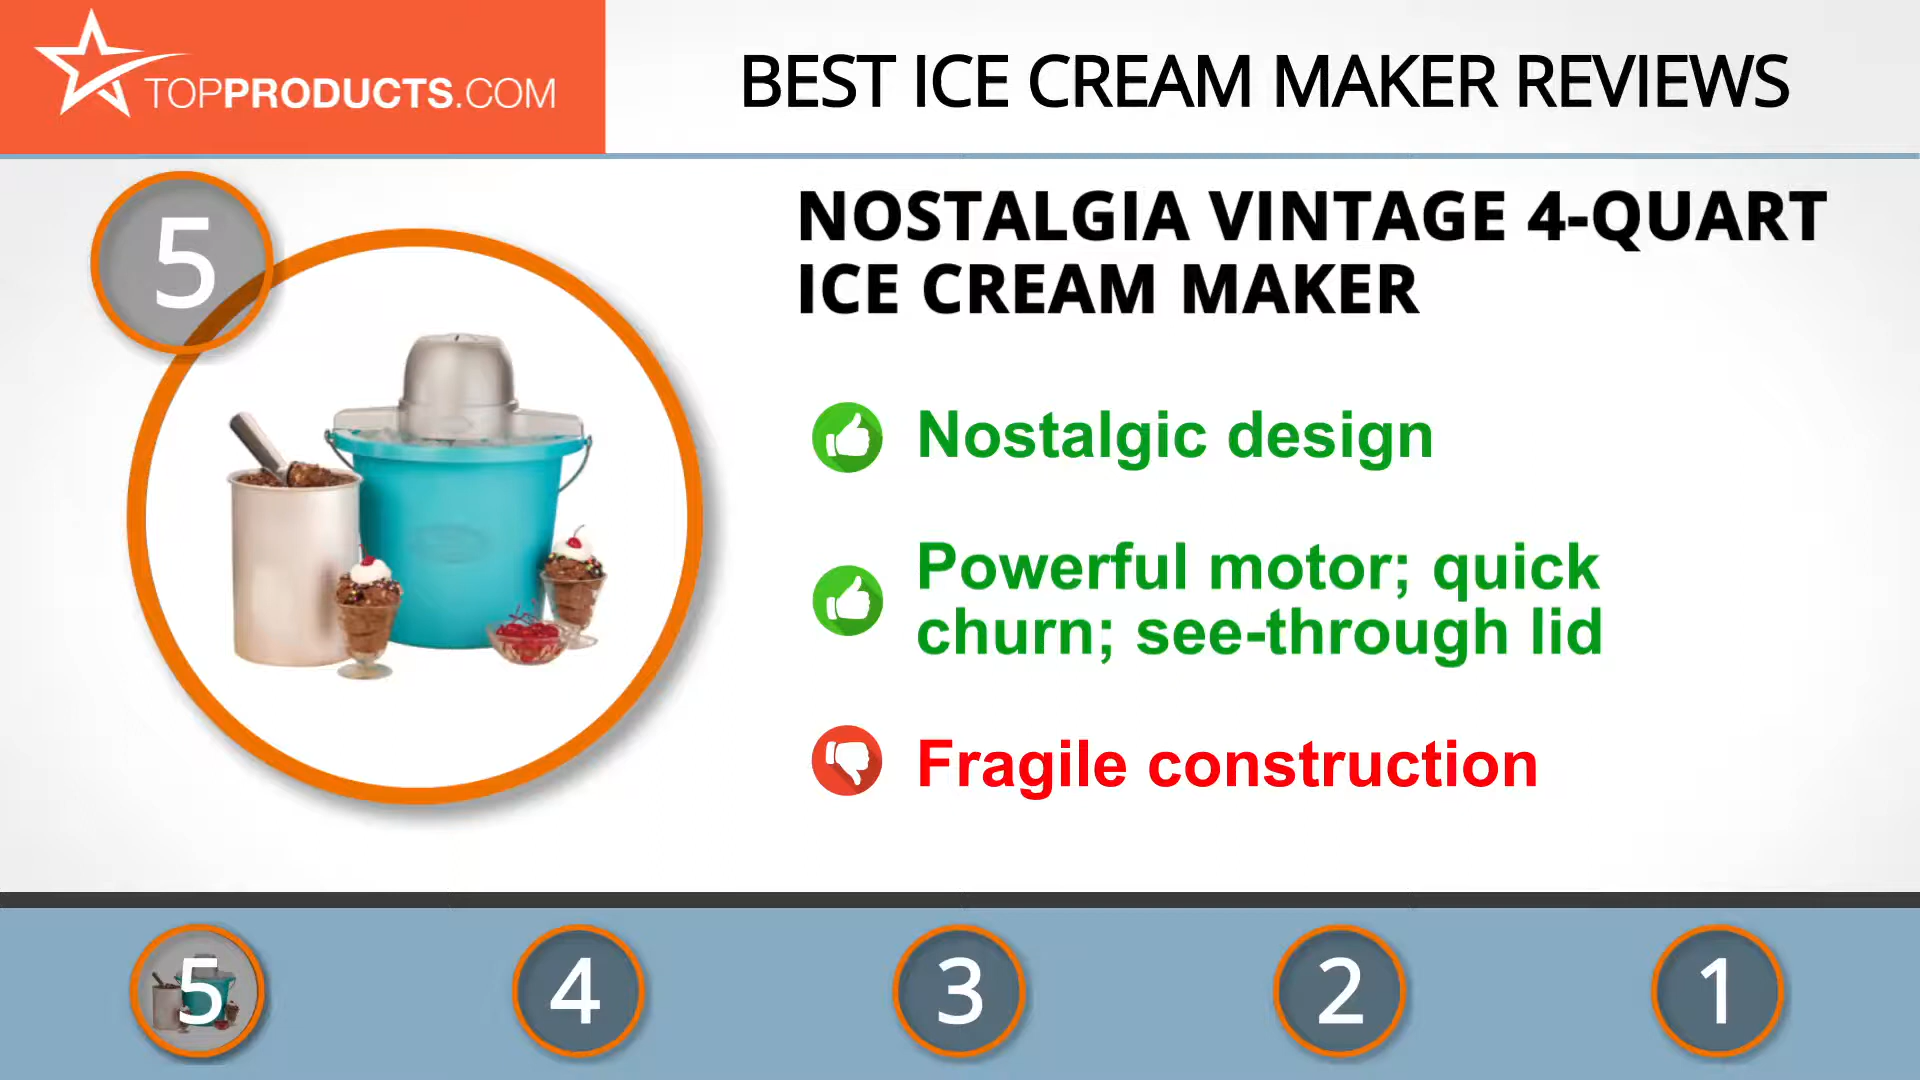 TOPPRODUCTS.COM
BEST ICE CREAM MAKER REVIEWS
5
NOSTALGIA VINTAGE 4-QUART
ICE CREAM MAKER
Nostalgic design
Powerful motor; quick
churn; see-through lid
Fragile construction
5 4 3 2 1